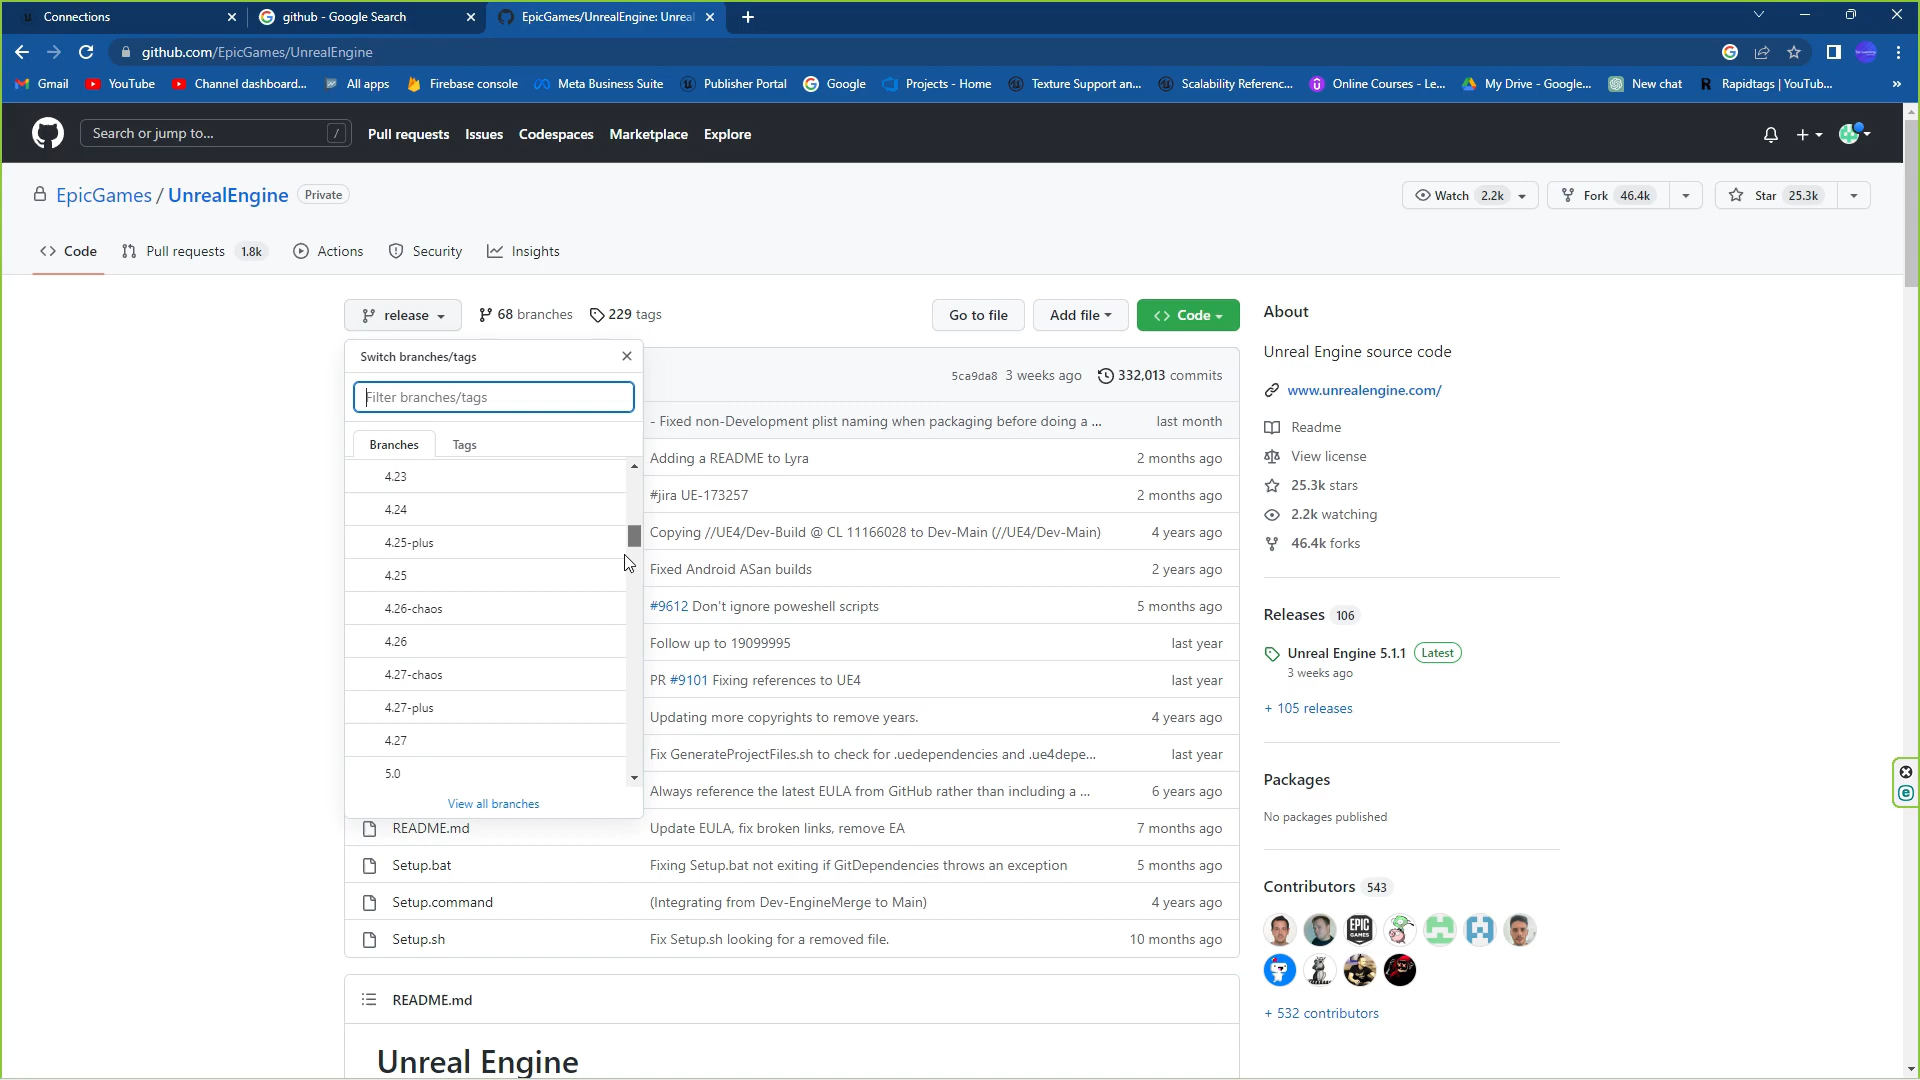 Connections
github - Google Search
EpicGames/UnrealEngine: Unreal
github.com/EpicGames/UnrealEngine
Gmail
YouTube
Channel dashboard...
All apps
Firebase console
Meta Business Suite
Publisher Portal
Google
Projects - Home
Texture Support an...
Scalability Referenc...
Online Courses - Le...
My Drive - Google...
New chat
Rapidtags | YouTub...
Search or jump to...
/
Pull requests
Issues
Codespaces
Marketplace
Explore
EpicGames / UnrealEngine
Private
Watch 2.2k
Fork 46.4k
Star 25.3k
Code
Pull requests 1.8k
Actions
Security
Insights
release
68 branches
229 tags
Go to file
Add file
Code
Switch branches/tags
Filter branches/tags
Branches
Tags
4.23
4.24
4.25-plus
4.25
4.26-chaos
4.26
4.27-chaos
4.27-plus
4.27
5.0
View all branches
5ca9da8 3 weeks ago
332,013 commits
- Fixed non-Development plist naming when packaging before doing a ... last month
Adding a README to Lyra 2 months ago
#jira UE-173257 2 months ago
Copying //UE4/Dev-Build @ CL 11166028 to Dev-Main (//UE4/Dev-Main) 4 years ago
Fixed Android ASan builds 2 years ago
#9612 Don't ignore poweshell scripts 5 months ago
Follow up to 19099995 last year
PR #9101 Fixing references to UE4 last year
Updating more copyrights to remove years. 4 years ago
Fix GenerateProjectFiles.sh to check for .uedependencies and .ue4depe... last year
Always reference the latest EULA from GitHub rather than including a ... 6 years ago
README.md Update EULA, fix broken links, remove EA 7 months ago
Setup.bat Fixing Setup.bat not exiting if GitDependencies throws an exception 5 months ago
Setup.command (Integrating from Dev-EngineMerge to Main) 4 years ago
Setup.sh Fix Setup.sh looking for a removed file. 10 months ago
README.md
Unreal Engine
About
Unreal Engine source code
www.unrealengine.com/
Readme
View license
25.3k stars
2.2k watching
46.4k forks
Releases 106
Unreal Engine 5.1.1 Latest
3 weeks ago
+ 105 releases
Packages
No packages published
Contributors 543
EPIC GAMES
+ 532 contributors